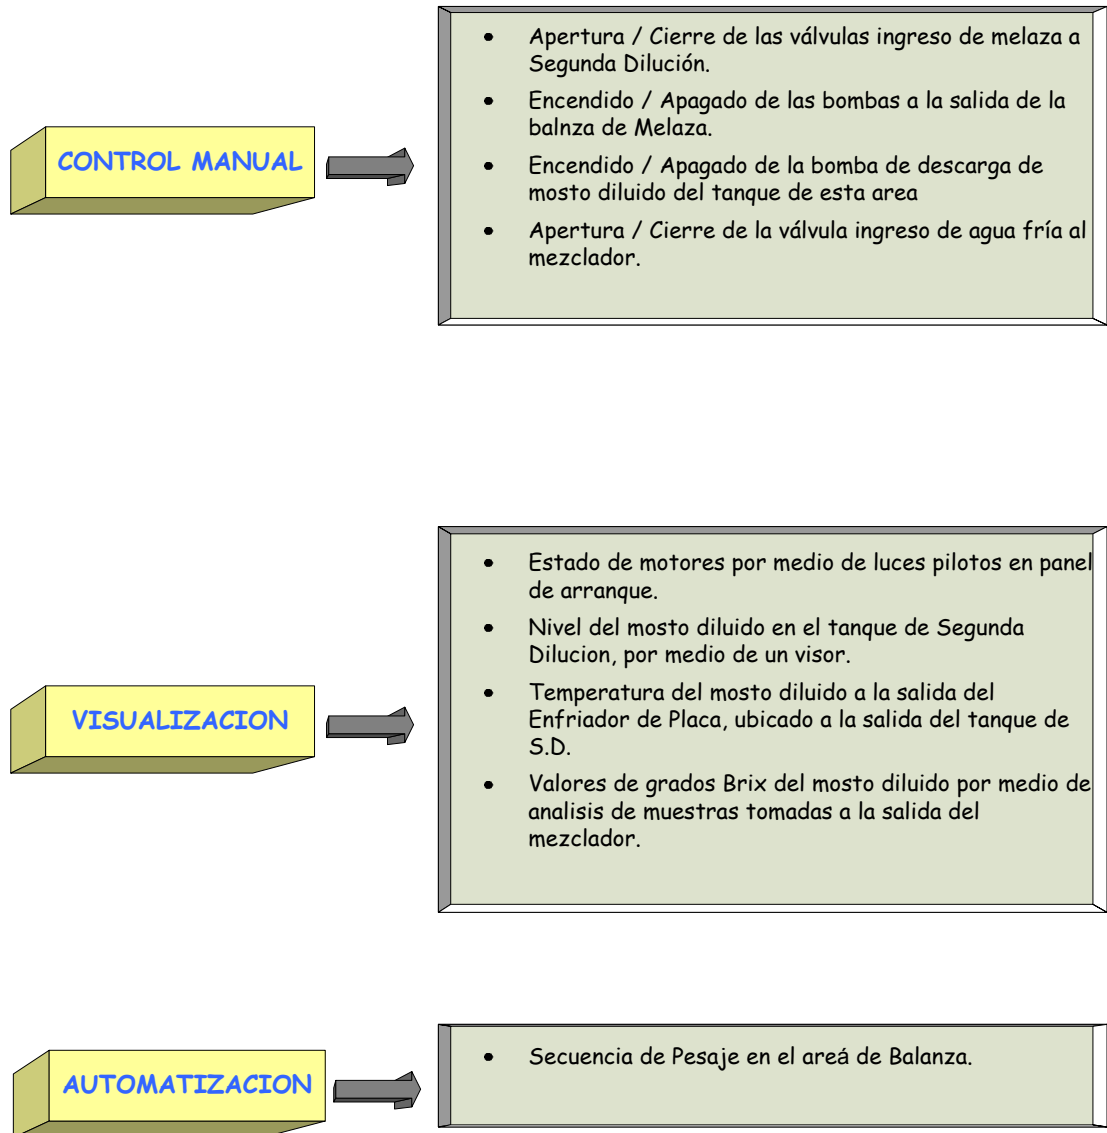 CONTROL MANUAL
• Apertura / Cierre de las válvulas ingreso de melaza a
Segunda Dilución.
• Encendido / Apagado de las bombas a la salida de la
balnza de Melaza.
• Encendido / Apagado de la bomba de descarga de
mosto diluido del tanque de esta area
• Apertura / Cierre de la válvula ingreso de agua fría al
mezclador.
VISUALIZACION
• Estado de motores por medio de luces pilotos en panel
de arranque.
• Nivel del mosto diluido en el tanque de Segunda
Dilucion, por medio de un visor.
• Temperatura del mosto diluido a la salida del
Enfriador de Placa, ubicado a la salida del tanque de
S.D.
• Valores de grados Brix del mosto diluido por medio de
analisis de muestras tomadas a la salida del
mezclador.
AUTOMATIZACION
• Secuencia de Pesaje en el areá de Balanza.